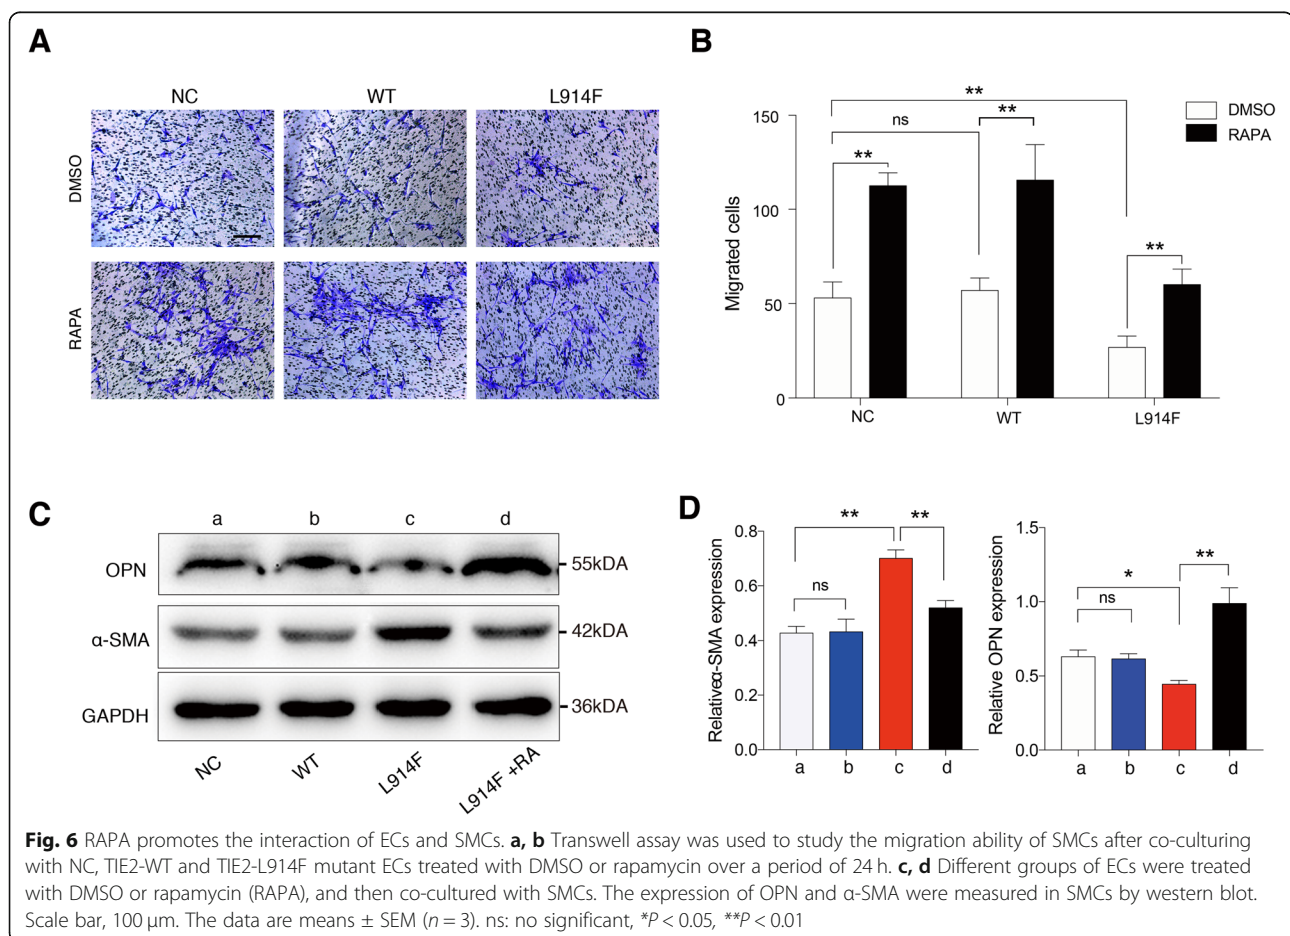 A
NC
WT
L914F
DMSO
RAPA
B
DMSO
RAPA
Migrated cells
150
100
50
0
**
ns
**
**
**
NC
WT
L914F
C
a
b
c
d
OPN
55kDA
α-SMA
42kDA
GAPDH
36kDA
NC
WT
L914F
L914F +RA
D
Relativeα-SMA expression
0.8
0.6
0.4
0.2
0.0
**
**
ns
a
b
c
d
Relative OPN expression
1.5
1.0
0.5
0.0
**
*
ns
a
b
c
d
Fig. 6 RAPA promotes the interaction of ECs and SMCs. a, b Transwell assay was used to study the migration ability of SMCs after co-culturing
with NC, TIE2-WT and TIE2-L914F mutant ECs treated with DMSO or rapamycin over a period of 24 h. c, d Different groups of ECs were treated
with DMSO or rapamycin (RAPA), and then co-cultured with SMCs. The expression of OPN and α-SMA were measured in SMCs by western blot.
Scale bar, 100 μm. The data are means ± SEM (n = 3). ns: no significant, *P < 0.05, **P < 0.01